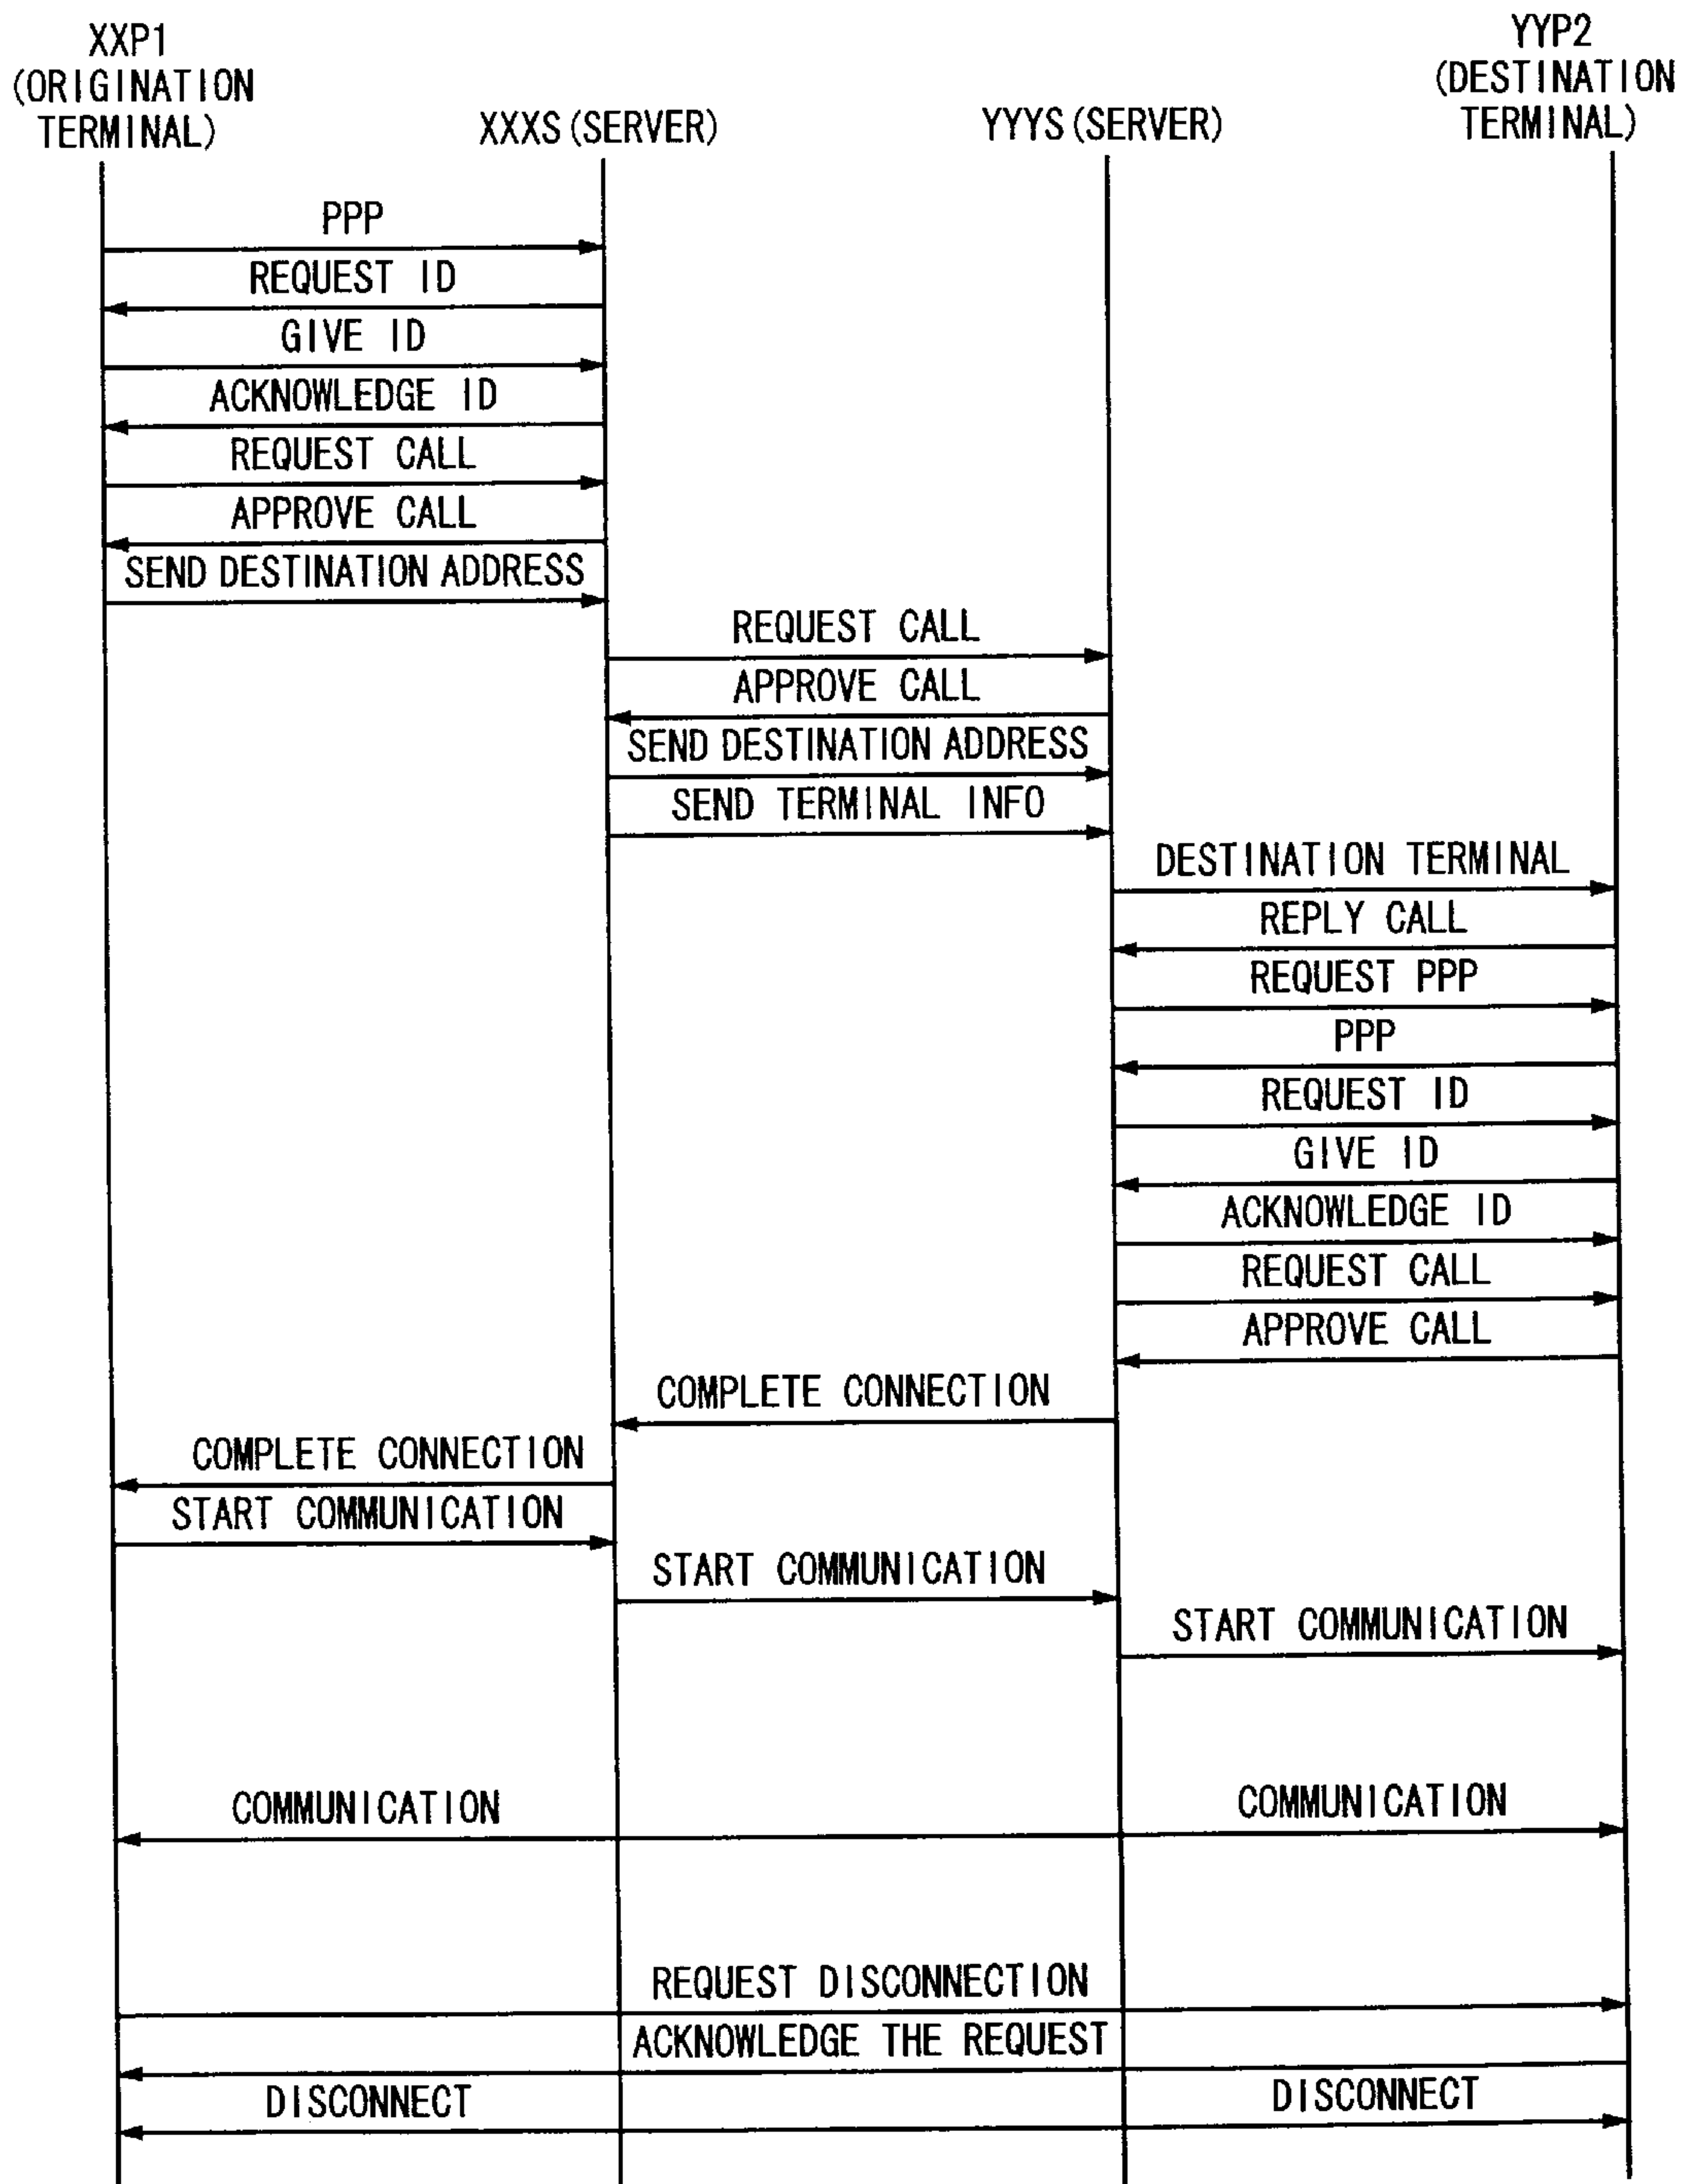 XXP1
(ORIGINATION
TERMINAL)
XXXS(SERVER)
YYYS(SERVER)
YYP2
(DESTINATION
TERMINAL)
PPP
REQUEST ID
GIVE ID
ACKNOWLEDGE ID
REQUEST CALL
APPROVE CALL
SEND DESTINATION ADDRESS
REQUEST CALL
APPROVE CALL
SEND DESTINATION ADDRESS
SEND TERMINAL INFO
DESTINATION TERMINAL
REPLY CALL
REQUEST PPP
PPP
REQUEST ID
GIVE ID
ACKNOWLEDGE ID
REQUEST CALL
APPROVE CALL
COMPLETE CONNECTION
COMPLETE CONNECTION
START COMMUNICATION
START COMMUNICATION
START COMMUNICATION
COMMUNICATION
COMMUNICATION
REQUEST DISCONNECTION
ACKNOWLEDGE THE REQUEST
DISCONNECT
DISCONNECT